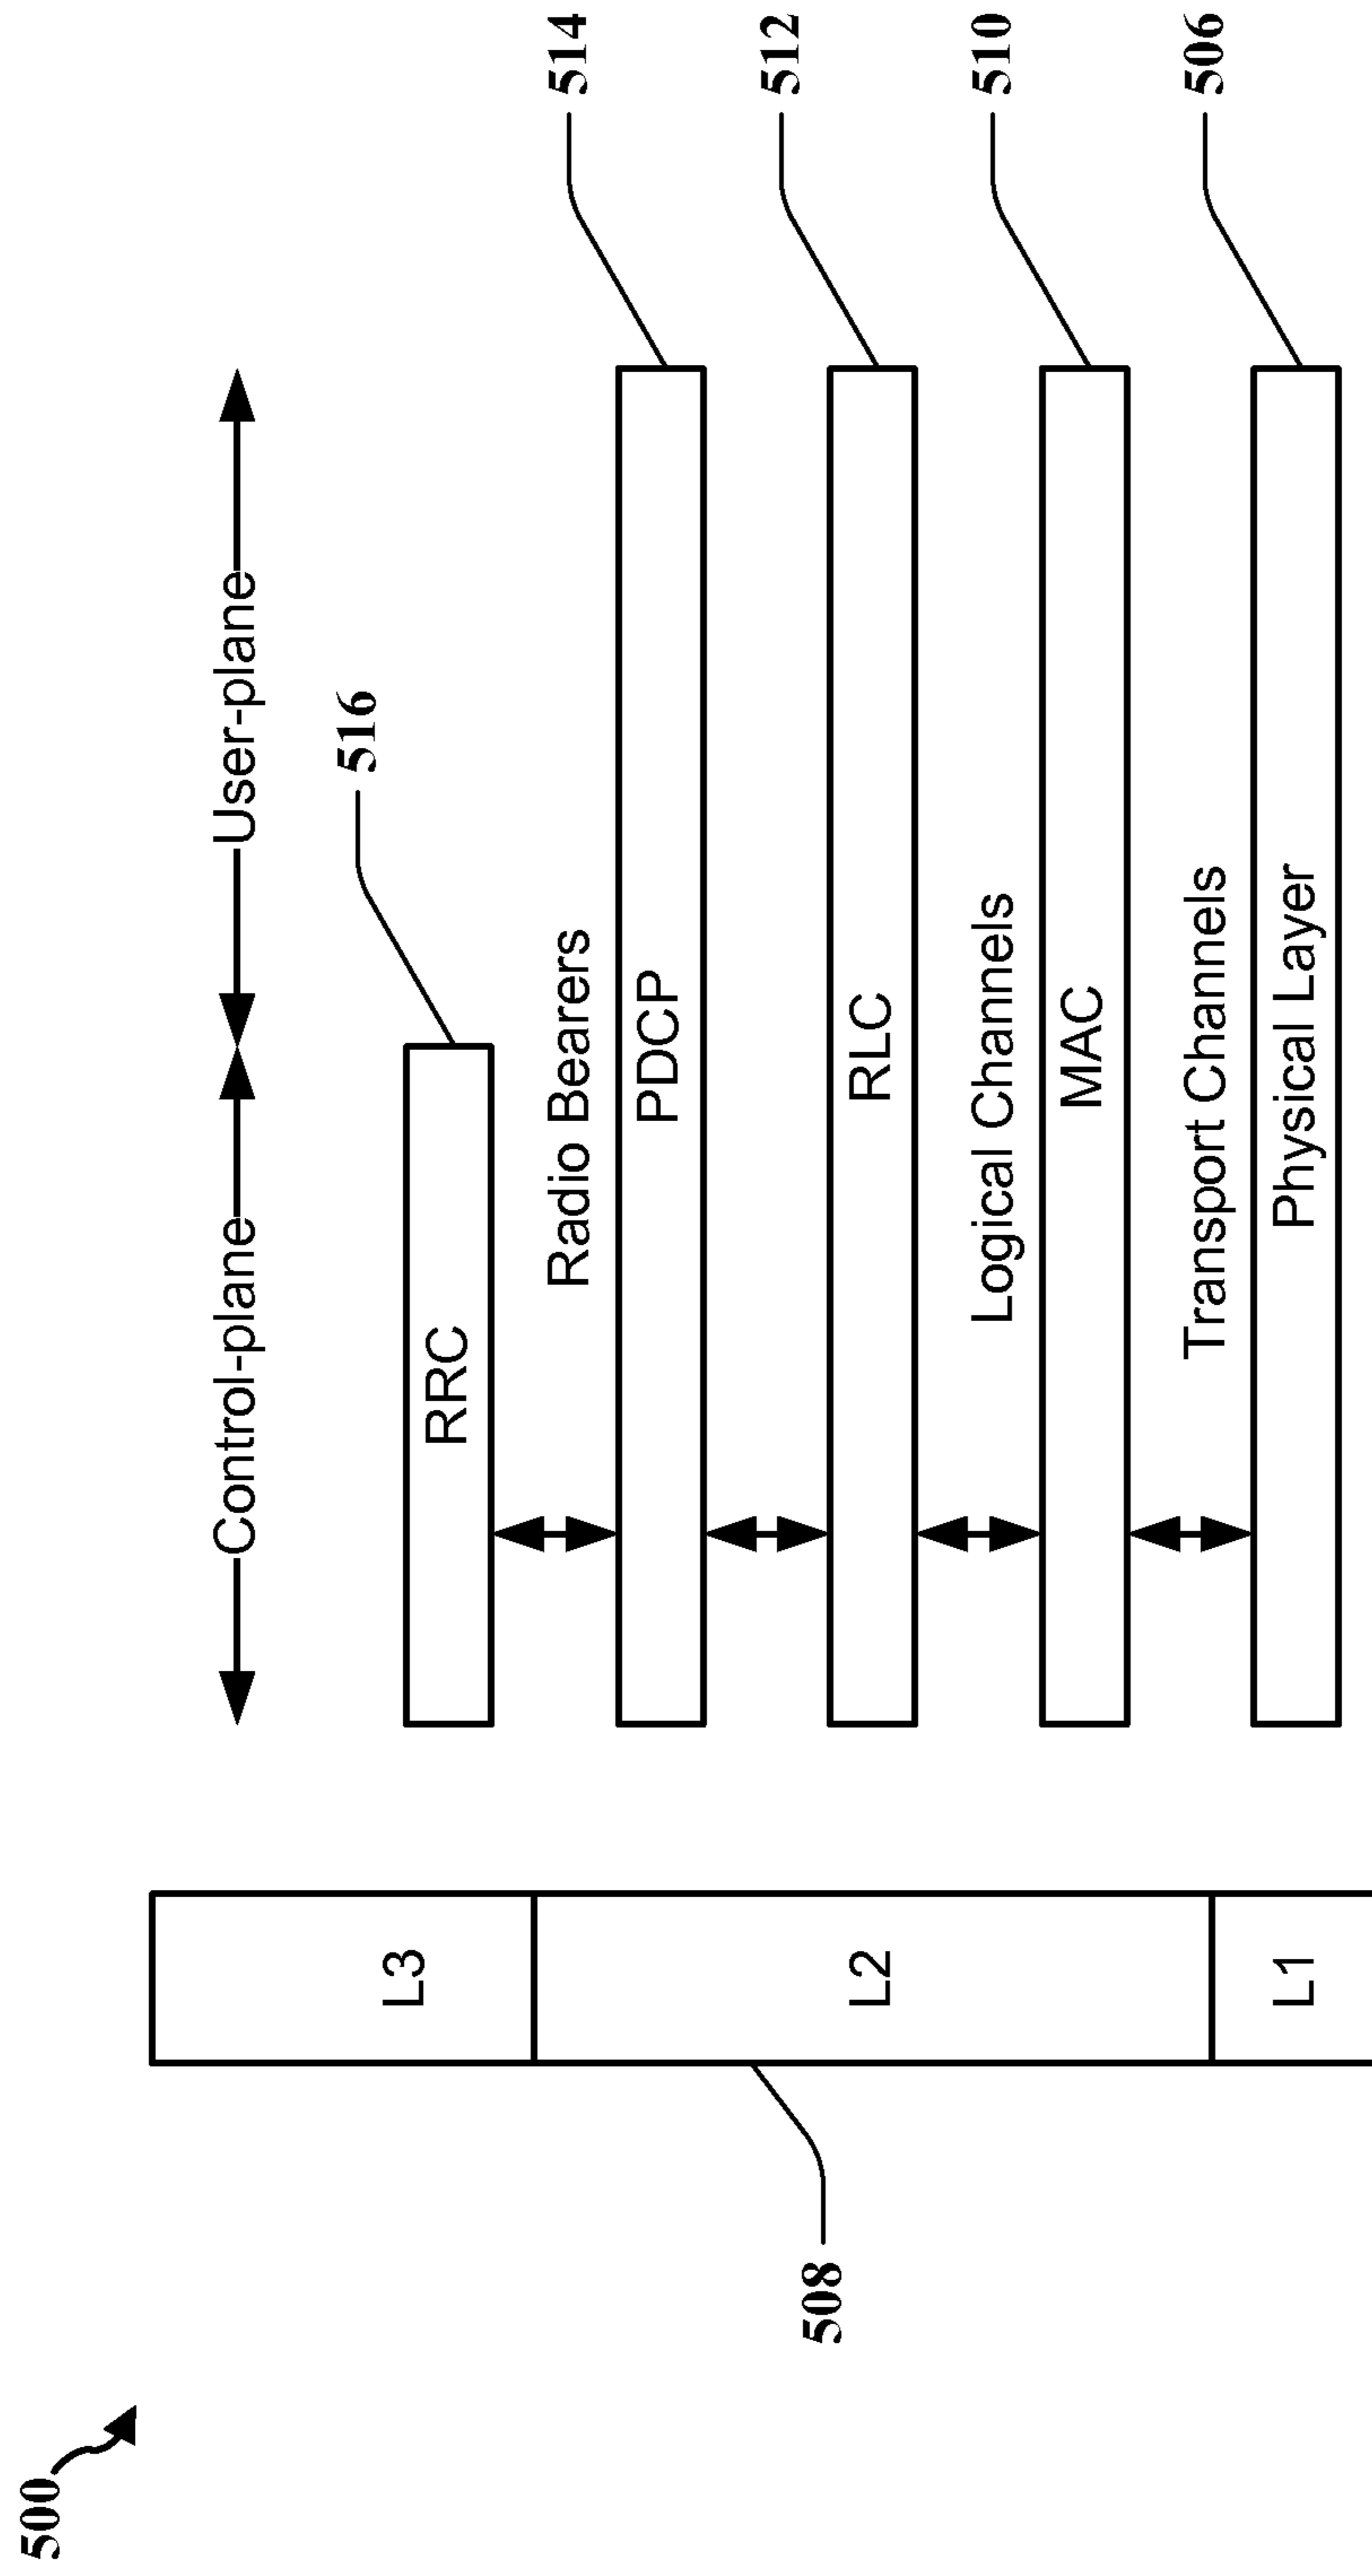 500
Control-plane
User-plane
516
RRC
L3
Radio Bearers
514
PDCP
508
L2
512
RLC
Logical Channels
510
MAC
Transport Channels
506
L1
Physical Layer